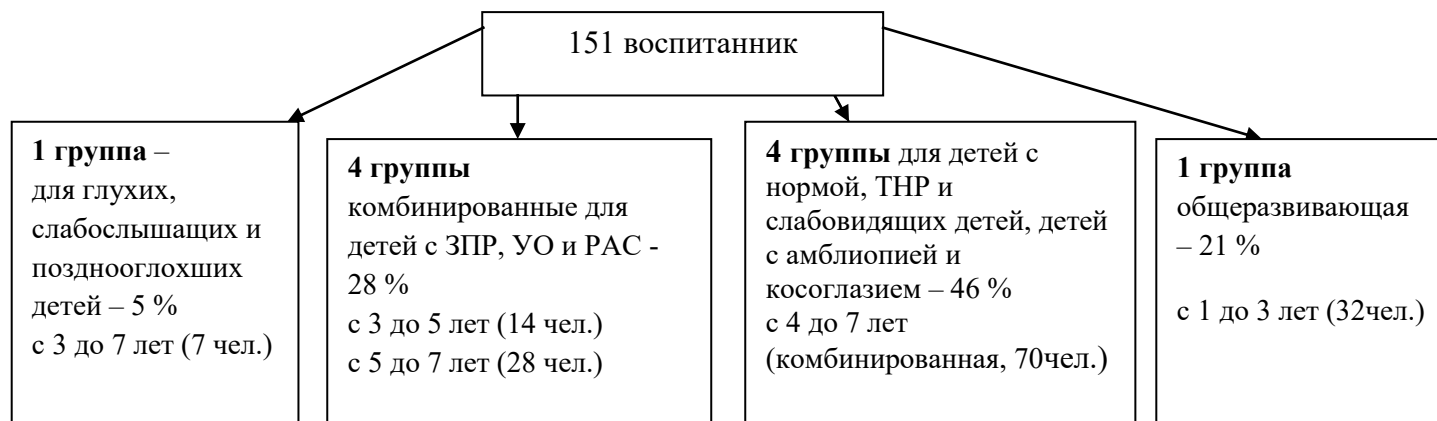 151 воспитанник
1 группа –
для глухих,
слабослышащих и
позднооглохших
детей – 5 %
с 3 до 7 лет (7 чел.)
4 группы
комбинированные для
детей с ЗПР, УО и РАС -
28 %
с 3 до 5 лет (14 чел.)
с 5 до 7 лет (28 чел.)
4 группы для детей с
нормой, ТНР и
слабовидящих детей, детей
с амблиопией и
косоглазием – 46 %
с 4 до 7 лет
(комбинированная, 70чел.)
1 группа
общеразвивающая
– 21 %
с 1 до 3 лет (32чел.)